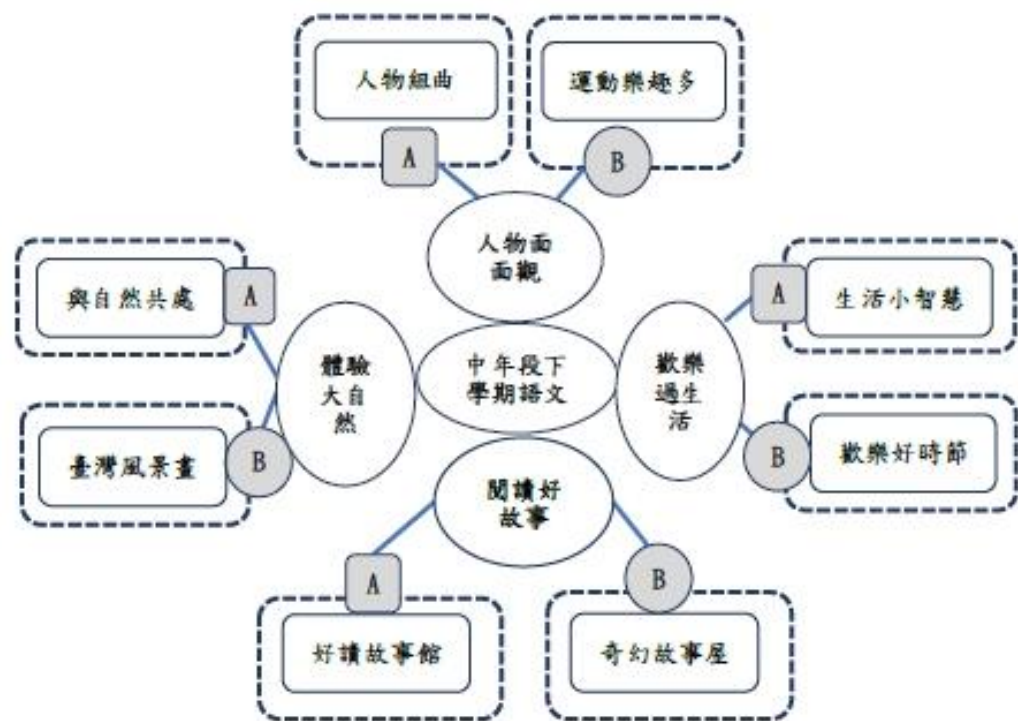 人物組曲
運動樂趣多
A
B
人物面
面觀
與自然共處
A
A
生活小智慧
體驗
大自
然
中年段下
學期語文
歡樂
過生
活
臺灣風景畫
B
B
歡樂好時節
閱讀好
故事
A
B
好讀故事館
奇幻故事屋